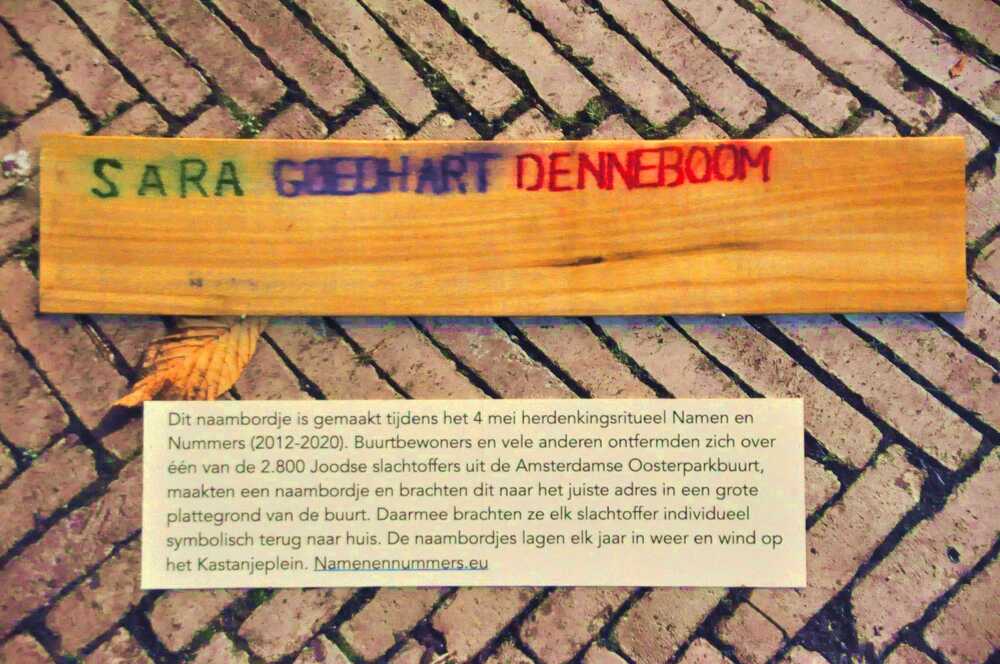 SARA GOEDHART DENNEBOOM
Dit naambordje is gemaakt tijdens het 4 mei herdenkingsritueel Namen en
Nummers (2012-2020). Buurtbewoners en vele anderen ontfermden zich over
één van de 2.800 Joodse slachtoffers uit de Amsterdamse Oosterparkbuurt,
maakten een naambordje en brachten dit naar het juiste adres in een grote
plattegrond van de buurt. Daarmee brachten ze elk slachtoffer individueel
symbolisch terug naar huis. De naambordjes lagen elk jaar in weer en wind op
het Kastanjeplein. Namenennummers.eu